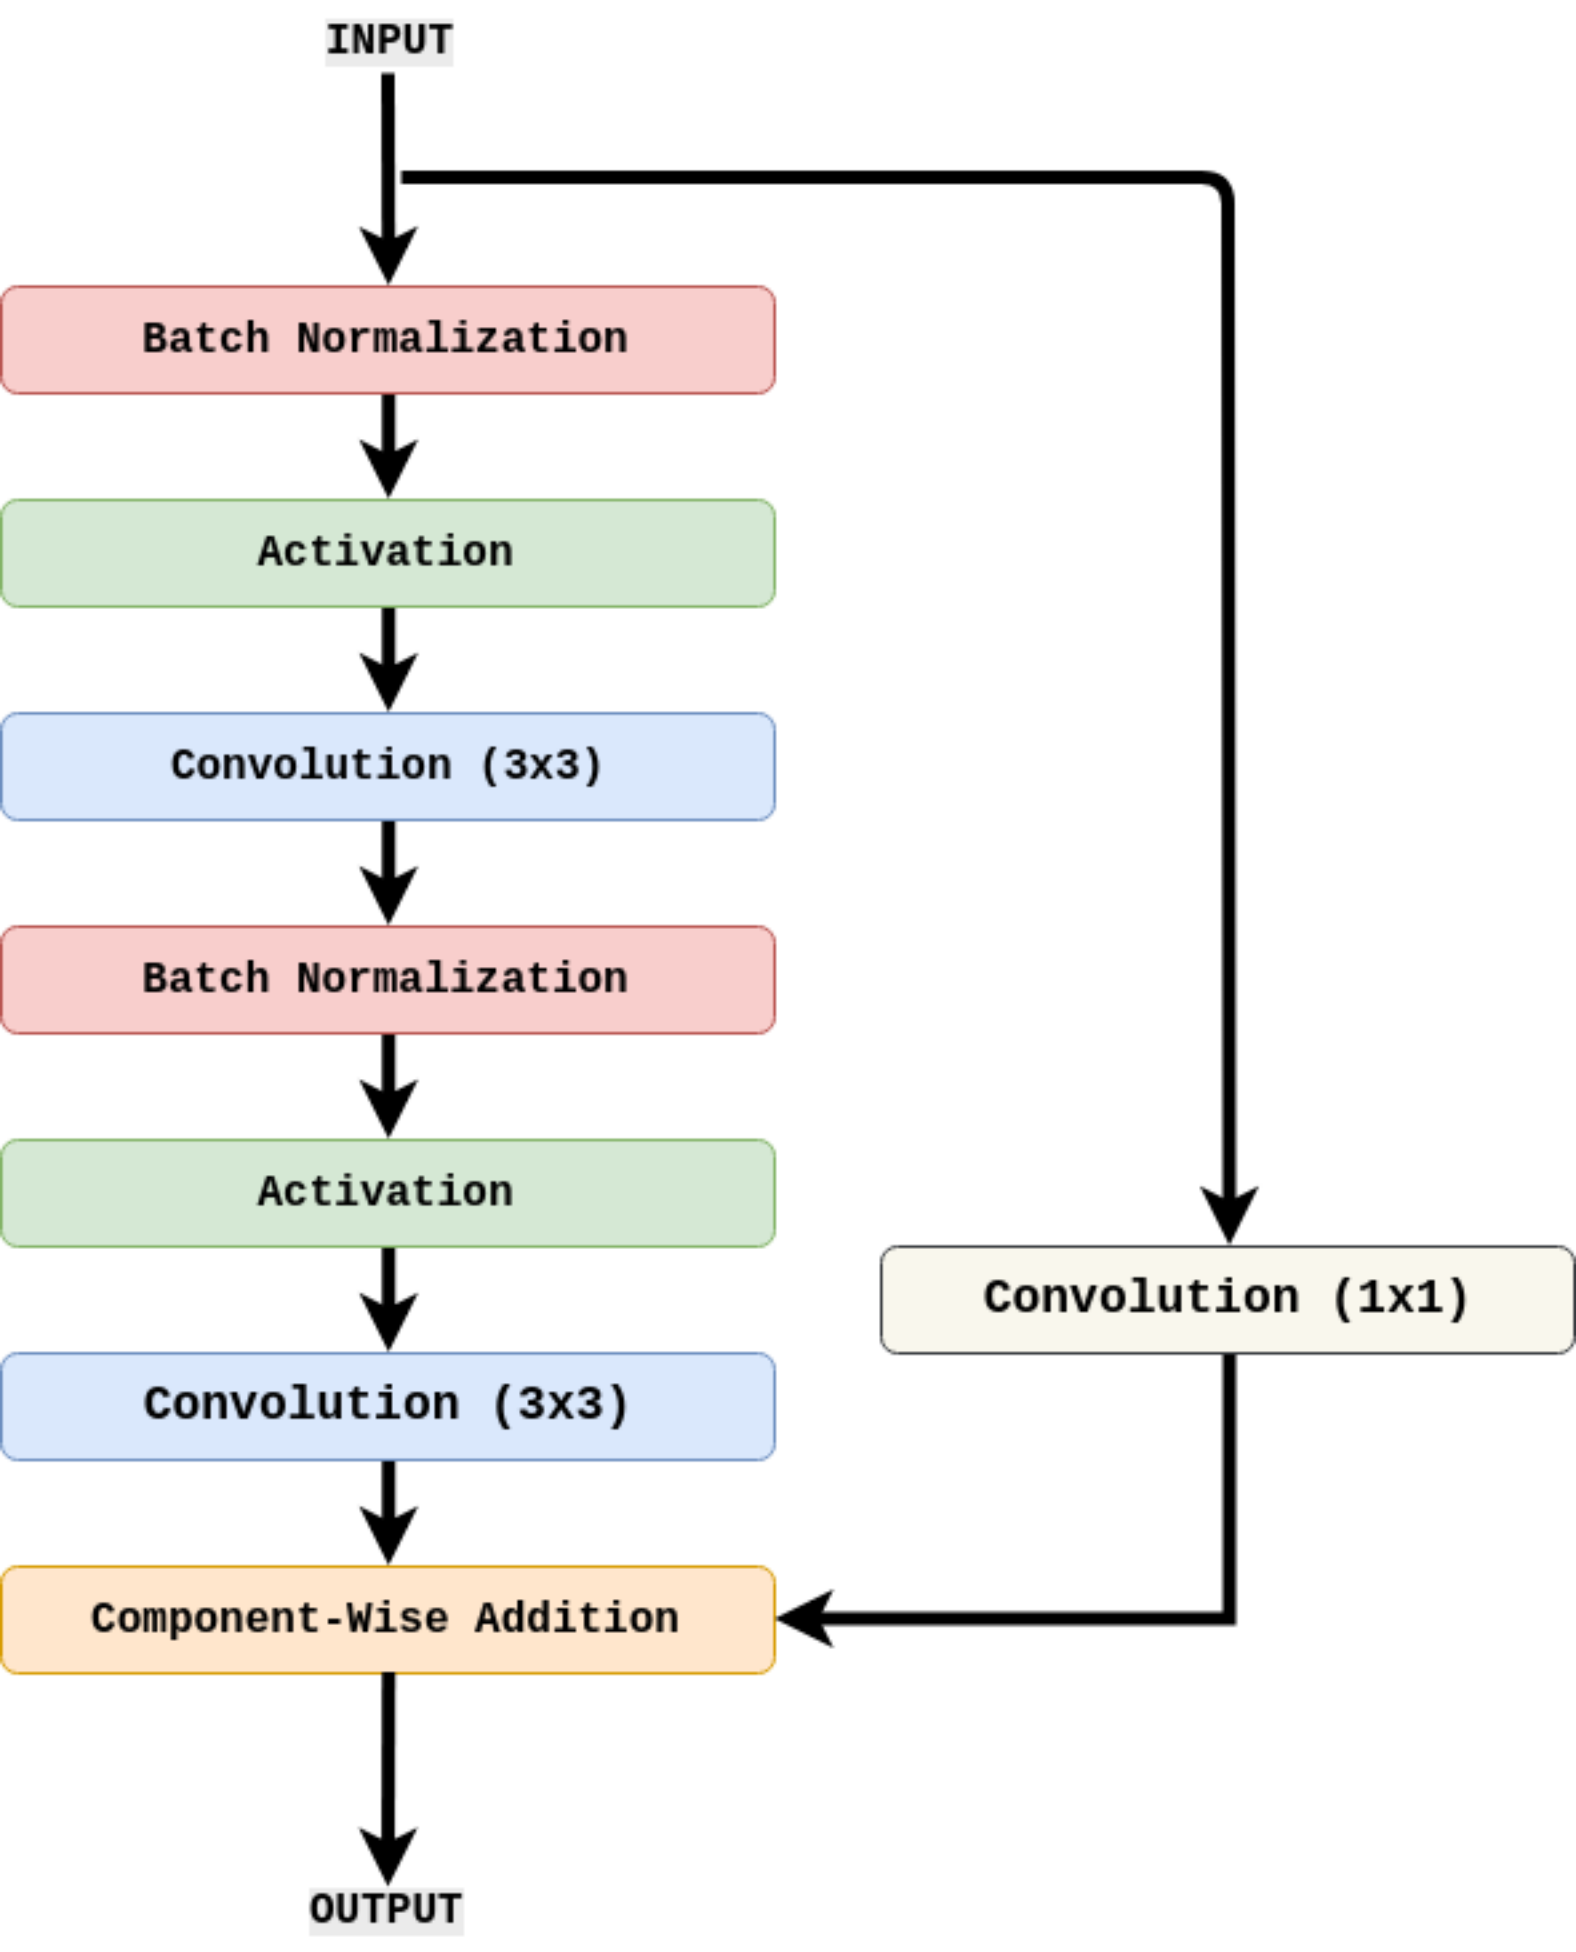 INPUT
Batch Normalization
Activation
Convolution (3x3)
Batch Normalization
Activation
Convolution (1x1)
Convolution (3x3)
Component-Wise Addition
OUTPUT